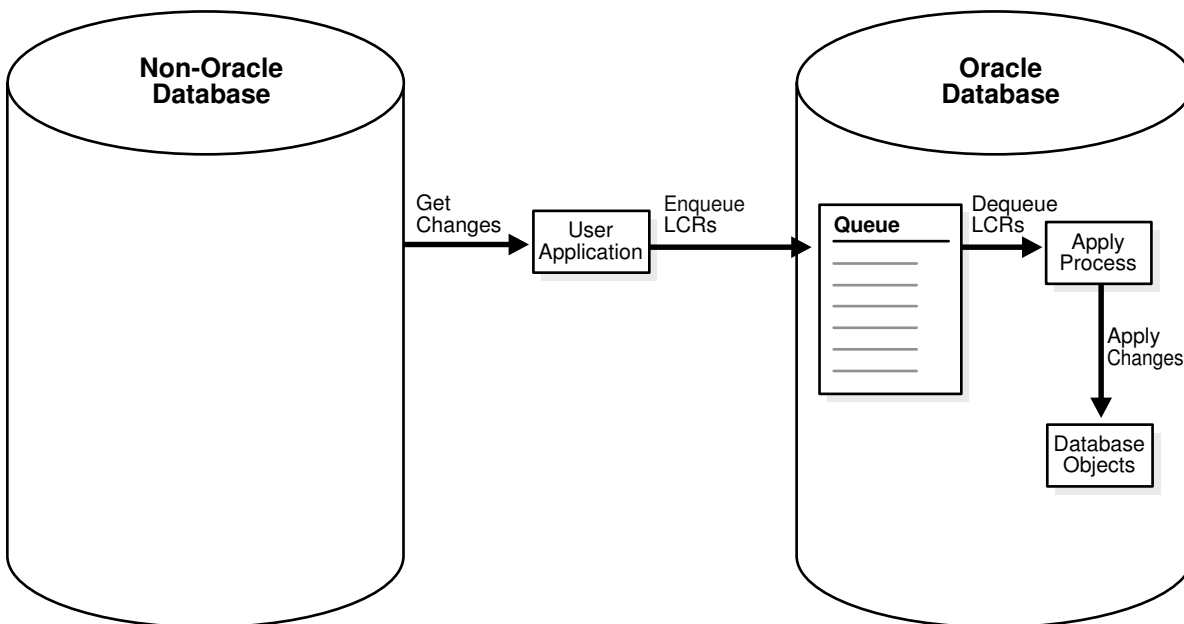 Non-Oracle
Database
Oracle
Database
Get
Changes
User
Application
Enqueue
LCRs
Queue
Dequeue
LCRs
Apply
Process
Apply
Changes
Database
Objects